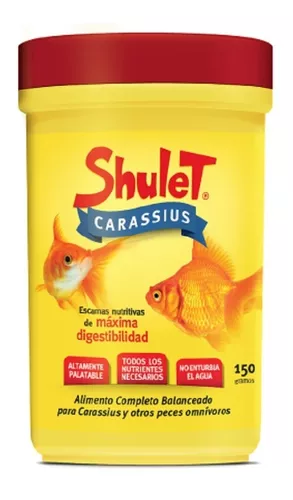 Shulet®
CARASSIUS
Escamas nutritivas
de máxima
digestibilidad
ALTAMENTE
PALATABLE
TODOS LOS
NUTRIENTES
NECESARIOS
NO ENTURBIA
EL AGUA
150
gramos
Alimento Completo Balanceado
para Carassius y otros peces omnívoros